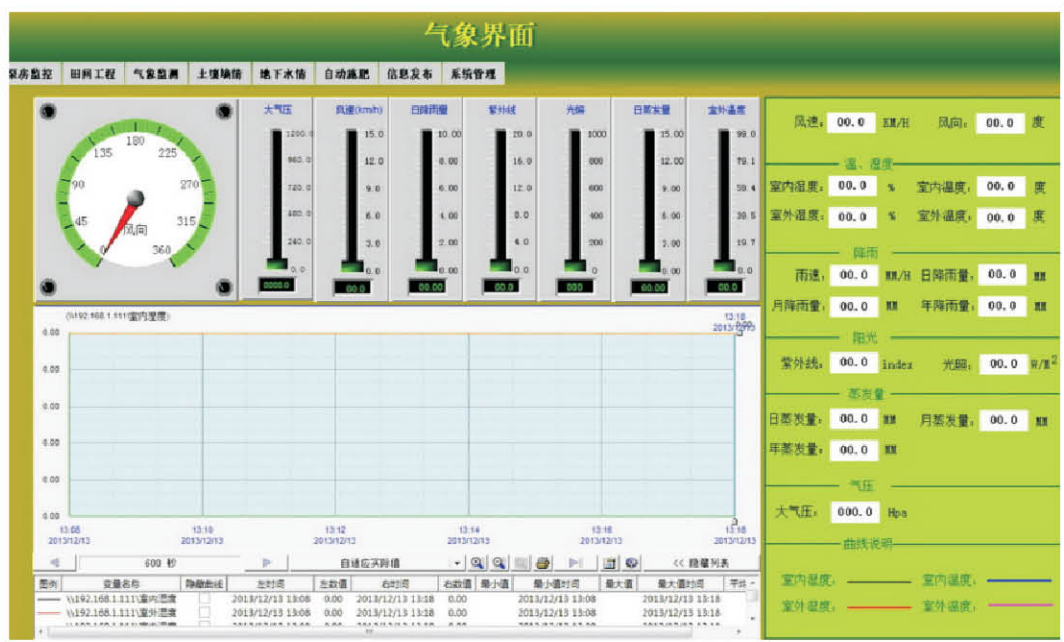 气象界面
泵房监控 田间工程 气象监测 土壤墒情 地下水情 自动施肥 信息发布 系统管理
0 45 90 135 180 225 270 315 360
风向
大气压 风速(km/h) 日降雨量 紫外线 光照 日蒸发量 室外温度
1200.0 15.0 10.00 20.0 1000 15.00 99.0
960.0 12.0 8.00 16.0 800 12.00 79.1
720.0 9.0 6.00 12.0 600 9.00 59.4
480.0 6.0 4.00 8.0 400 6.00 39.5
240.0 3.0 2.00 4.0 200 3.00 19.7
0.0 0.0 0.00 0.0 0 0.00 0.0
0000.0 00.0 00.00 00.0 000 00.00 00.0
(\\192.168.1.111\室内湿度)
13:18
2013/12/13
0.00
0.00
0.00
0.00
0.00
0.00
13:08 13:10 13:12 13:14 13:16 13:18
2013/12/13 2013/12/13 2013/12/13 2013/12/13 2013/12/13 2013/12/13
600 秒 自适应实际值 << 隐藏列表
图例 变量名称 隐藏曲线 左时间 左数值 右时间 右数值 最小值 最小值时间 最大值 最大值时间 平均
\\192.168.1.111\室内湿度 2013/12/13 13:08 0.00 2013/12/13 13:18 0.00 2013/12/13 13:08 2013/12/13 13:18
\\192.168.1.111\室外湿度 2013/12/13 13:08 0.00 2013/12/13 13:18 0.00 2013/12/13 13:08 2013/12/13 13:18
风速: 00.0 KM/H 风向: 00.0 度
温、湿度
室内湿度: 00.0 % 室内温度: 00.0 度
室外湿度: 00.0 % 室外温度: 00.0 度
降雨
雨速: 00.0 MM/H 日降雨量: 00.0 MM
月降雨量: 00.0 MM 年降雨量: 00.0 MM
阳光
紫外线: 00.0 index 光照: 00.0 W/M²
蒸发量
日蒸发量: 00.0 MM 月蒸发量: 00.0 MM
年蒸发量: 00.0 MM
气压
大气压: 000.0 Hpa
曲线说明
室内湿度: 室内温度:
室外湿度: 室外温度: